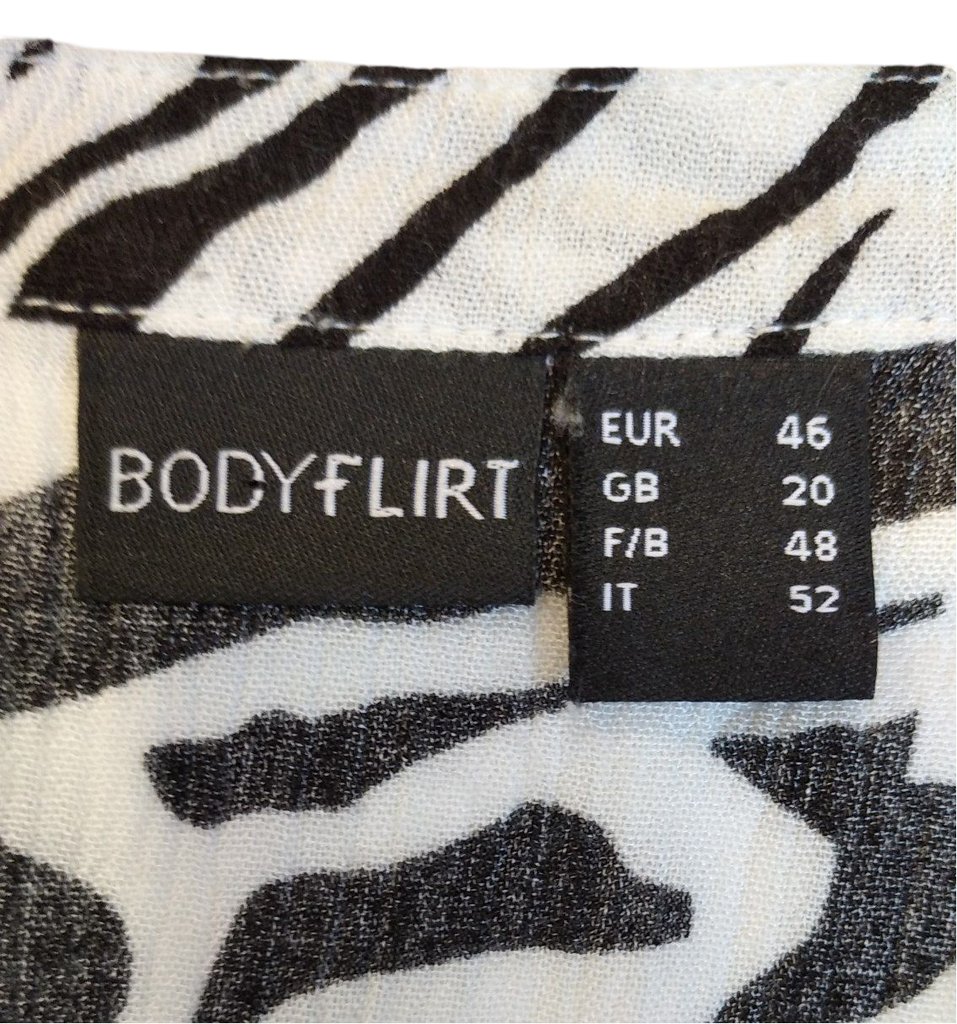 BODYFLIRT
EUR 46
GB 20
F/B 48
IT 52